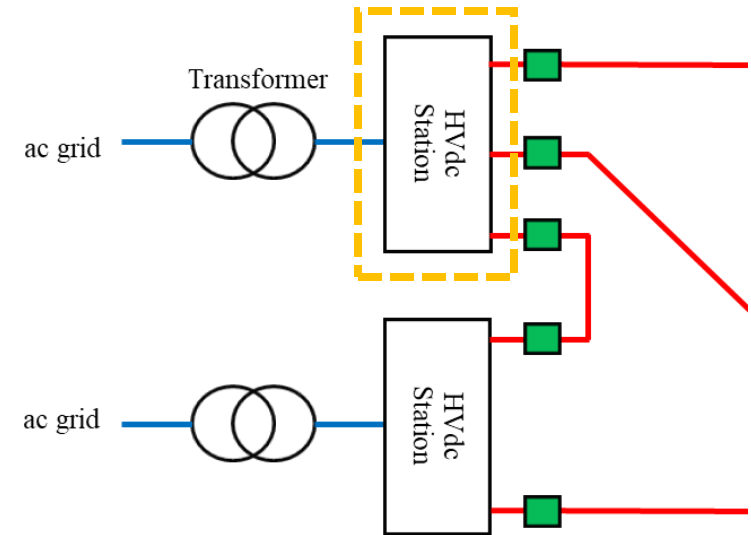 Transformer
ac grid
HVdc
Station
ac grid
HVdc
Station